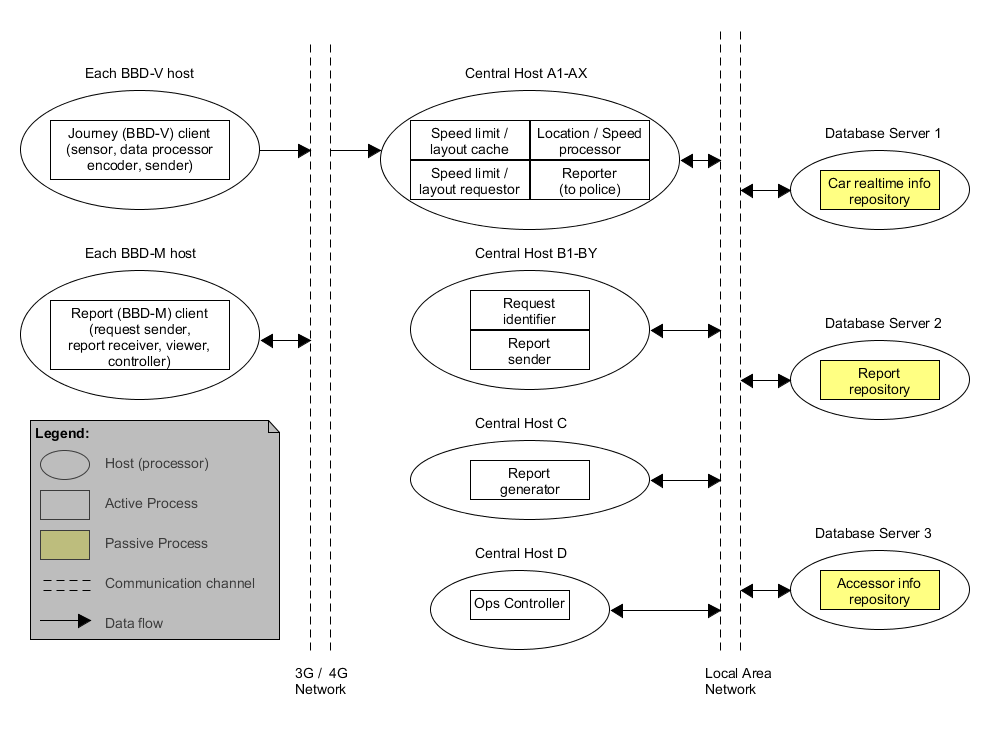 Each BBD-V host
Journey (BBD-V) client
(sensor, data processor
encoder, sender)
Central Host A1-AX
Speed limit /
layout cache
Location / Speed
processor
Speed limit /
layout requestor
Reporter
(to police)
Database Server 1
Car realtime info
repository
Each BBD-M host
Report (BBD-M) client
(request sender,
report receiver, viewer,
controller)
Central Host B1-BY
Request
identifier
Report
sender
Database Server 2
Report
repository
Central Host C
Report
generator
Central Host D
Ops Controller
Database Server 3
Accessor info
repository
Legend:
Host (processor)
Active Process
Passive Process
Communication channel
Data flow
3G / 4G
Network
Local Area
Network